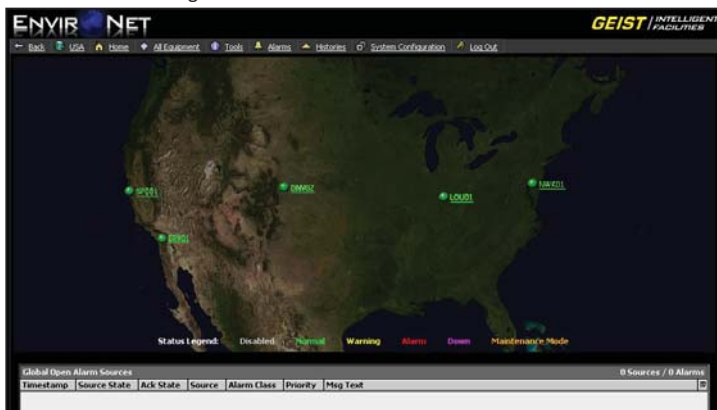 ENVIRONET
GEIST | INTELLIGENT FACILITIES
Back USA Home All Equipment Tools Alarms Histories System Configuration Log Out
SFO01
DNV02
LOU01
NWK01
Status Legend: Disabled Normal Warning Alarm Down Maintenance Mode
Global Open Alarm Sources 0 Sources / 0 Alarms
Timestamp Source State Ack State Source Alarm Class Priority Msg Text